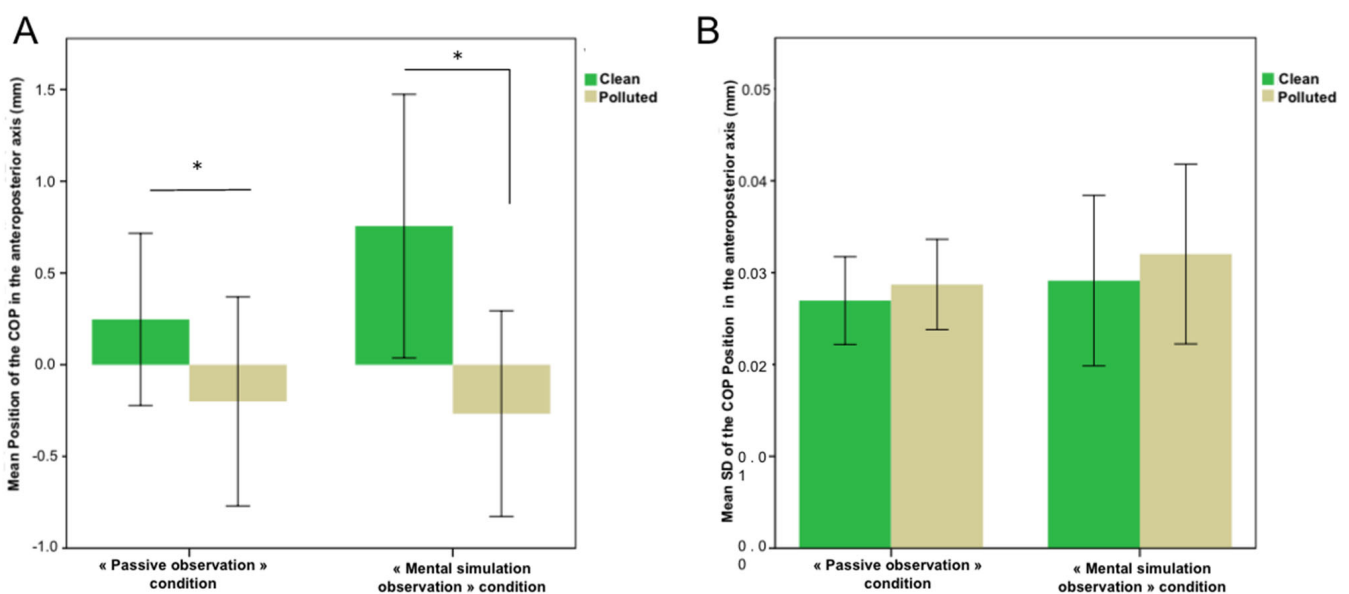 A
Mean Position of the COP in the anteroposterior axis (mm)
1.5
1.0
0.5
0.0
-0.5
-1.0
*
*
Clean
Polluted
« Passive observation »
condition
« Mental simulation
observation » condition
B
Mean SD of the COP Position in the anteroposterior axis (mm)
0.05
0.04
0.03
0.02
0.0
1
0.0
0
Clean
Polluted
« Passive observation »
condition
« Mental simulation
observation » condition